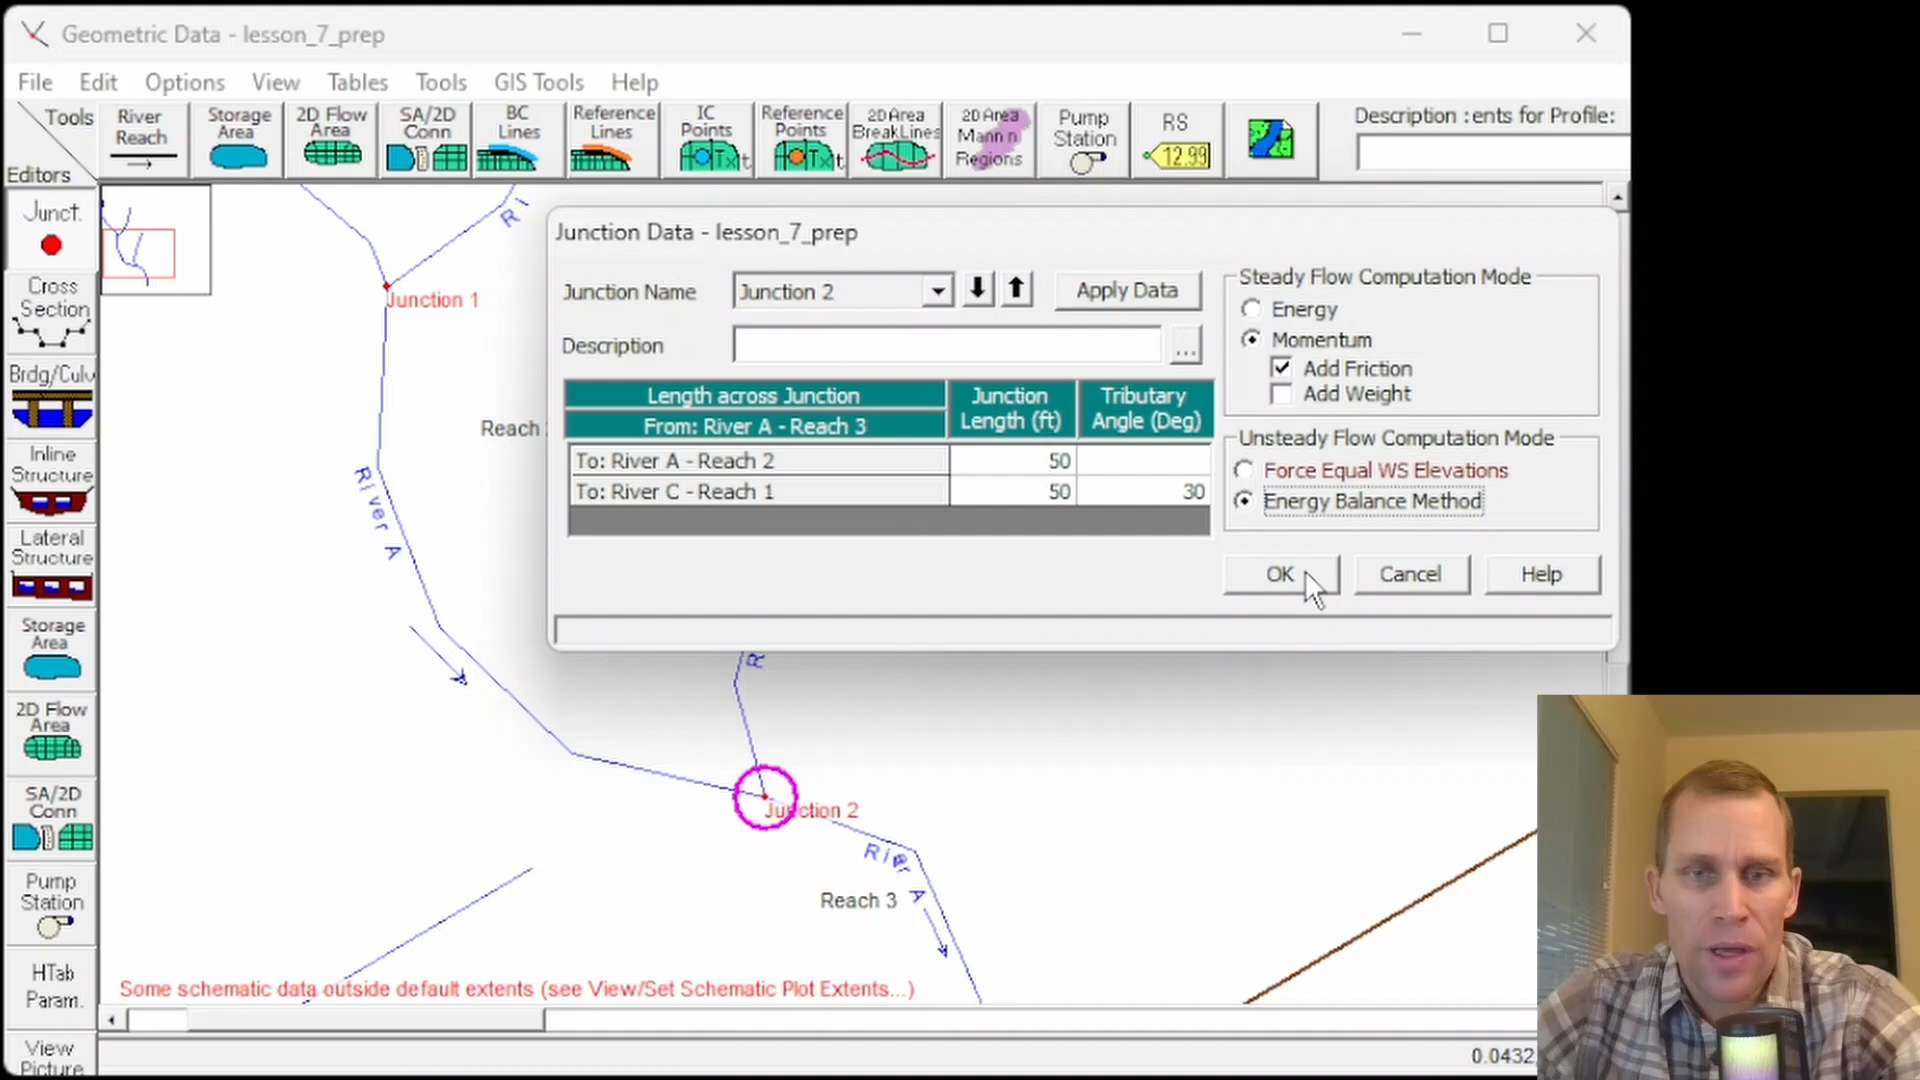 Geometric Data - lesson_7_prep
File Edit Options View Tables Tools GIS Tools Help
Tools
Editors
River
Reach
Storage
Area
2D Flow
Area
SA/2D
Conn
BC
Lines
Reference
Lines
IC
Points
Reference
Points
2D Area
BreakLines
2D Area
Mann n
Regions
Pump
Station
RS
12.99
Description :ents for Profile:
Junct.
Cross
Section
Brdg/Culv
Inline
Structure
Lateral
Structure
Storage
Area
2D Flow
Area
SA/2D
Conn
Pump
Station
HTab
Param.
View
Picture
Junction 1
Reach
River A
Junction 2
River A
Reach 3
Some schematic data outside default extents (see View/Set Schematic Plot Extents...)
0.0432
Junction Data - lesson_7_prep
Junction Name Junction 2 Apply Data
Description ...
Length across Junction
From: River A - Reach 3
Junction
Length (ft)
Tributary
Angle (Deg)
To: River A - Reach 2 50
To: River C - Reach 1 50 30
Steady Flow Computation Mode
Energy
Momentum
Add Friction
Add Weight
Unsteady Flow Computation Mode
Force Equal WS Elevations
Energy Balance Method
OK Cancel Help